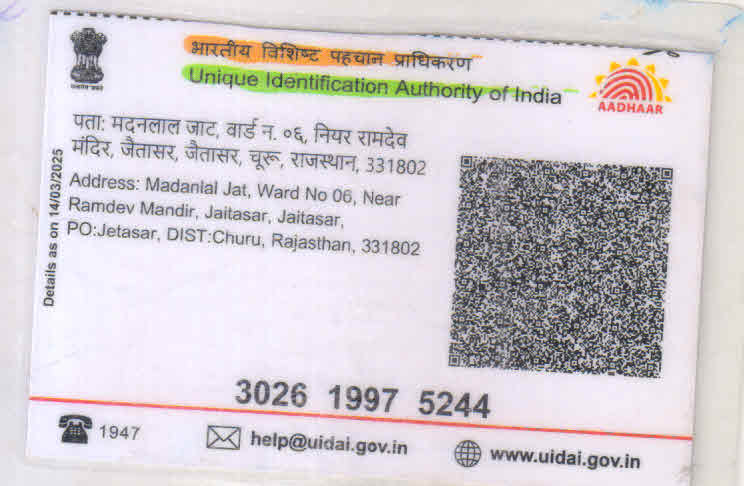 भारतीय विशिष्ट पहचान प्राधिकरण
Unique Identification Authority of India
AADHAAR
पता: मदनलाल जाट, वार्ड न. ०६, नियर रामदेव
मंदिर, जैतासर, जैतासर, चूरू, राजस्थान, 331802
Address: Madanlal Jat, Ward No 06, Near
Ramdev Mandir, Jaitasar, Jaitasar,
PO:Jetasar, DIST:Churu, Rajasthan, 331802
Details as on 14/03/2025
3026 1997 5244
1947
help@uidai.gov.in
www.uidai.gov.in